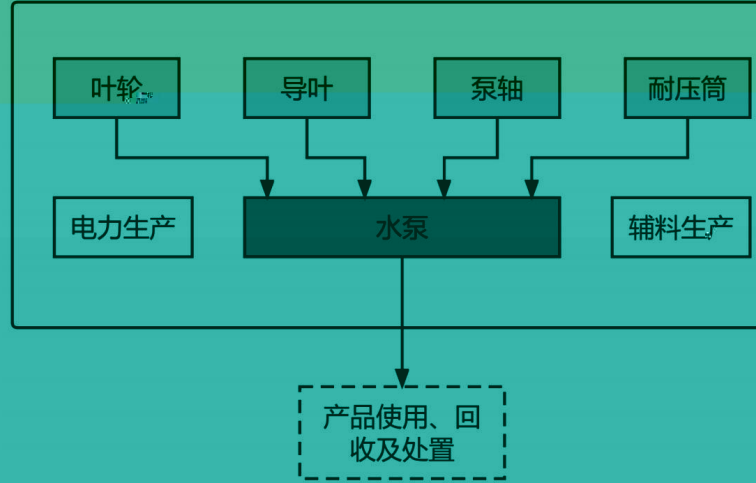 叶轮
导叶
泵轴
耐压筒
电力生产
水泵
辅料生产
产品使用、回
收及处置